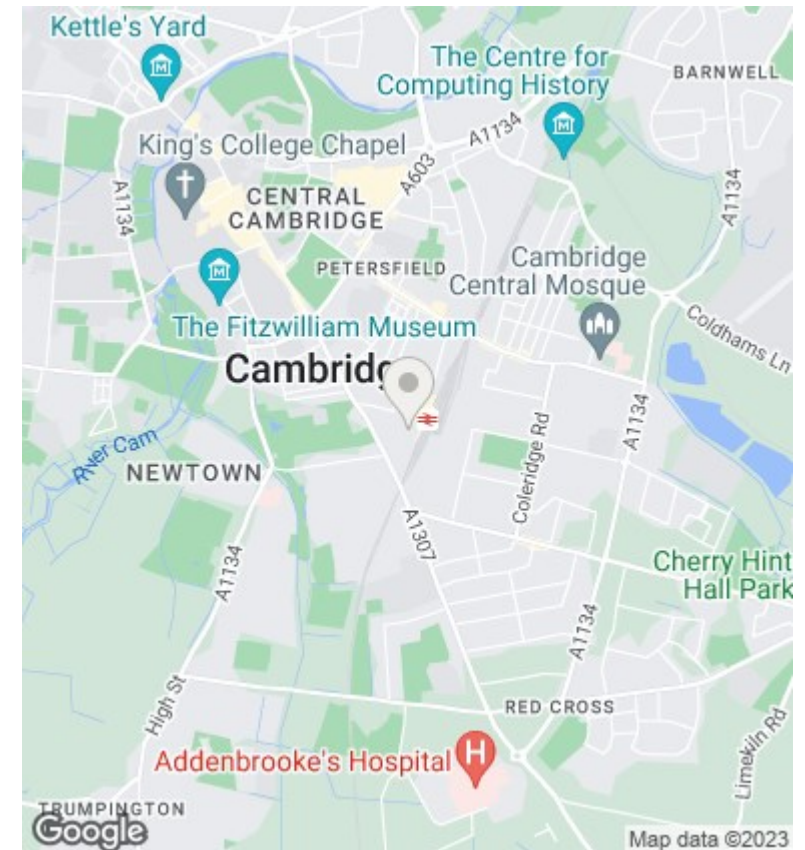 Kettle's Yard
The Centre for
Computing History
BARNWELL
A1134
King's College Chapel
A603
A1134
A1134
CENTRAL
CAMBRIDGE
Cambridge
Central Mosque
PETERSFIELD
Coldhams Ln
The Fitzwilliam Museum
Cambridg
A1134
River Cam
NEWTOWN
Coleridge Rd
A1307
A1134
Cherry Hint
Hall Park
A1134
High St
RED CROSS
Limekiln Rd
Addenbrooke's Hospital
H
TRUMPINGTON
Google
Map data ©2023